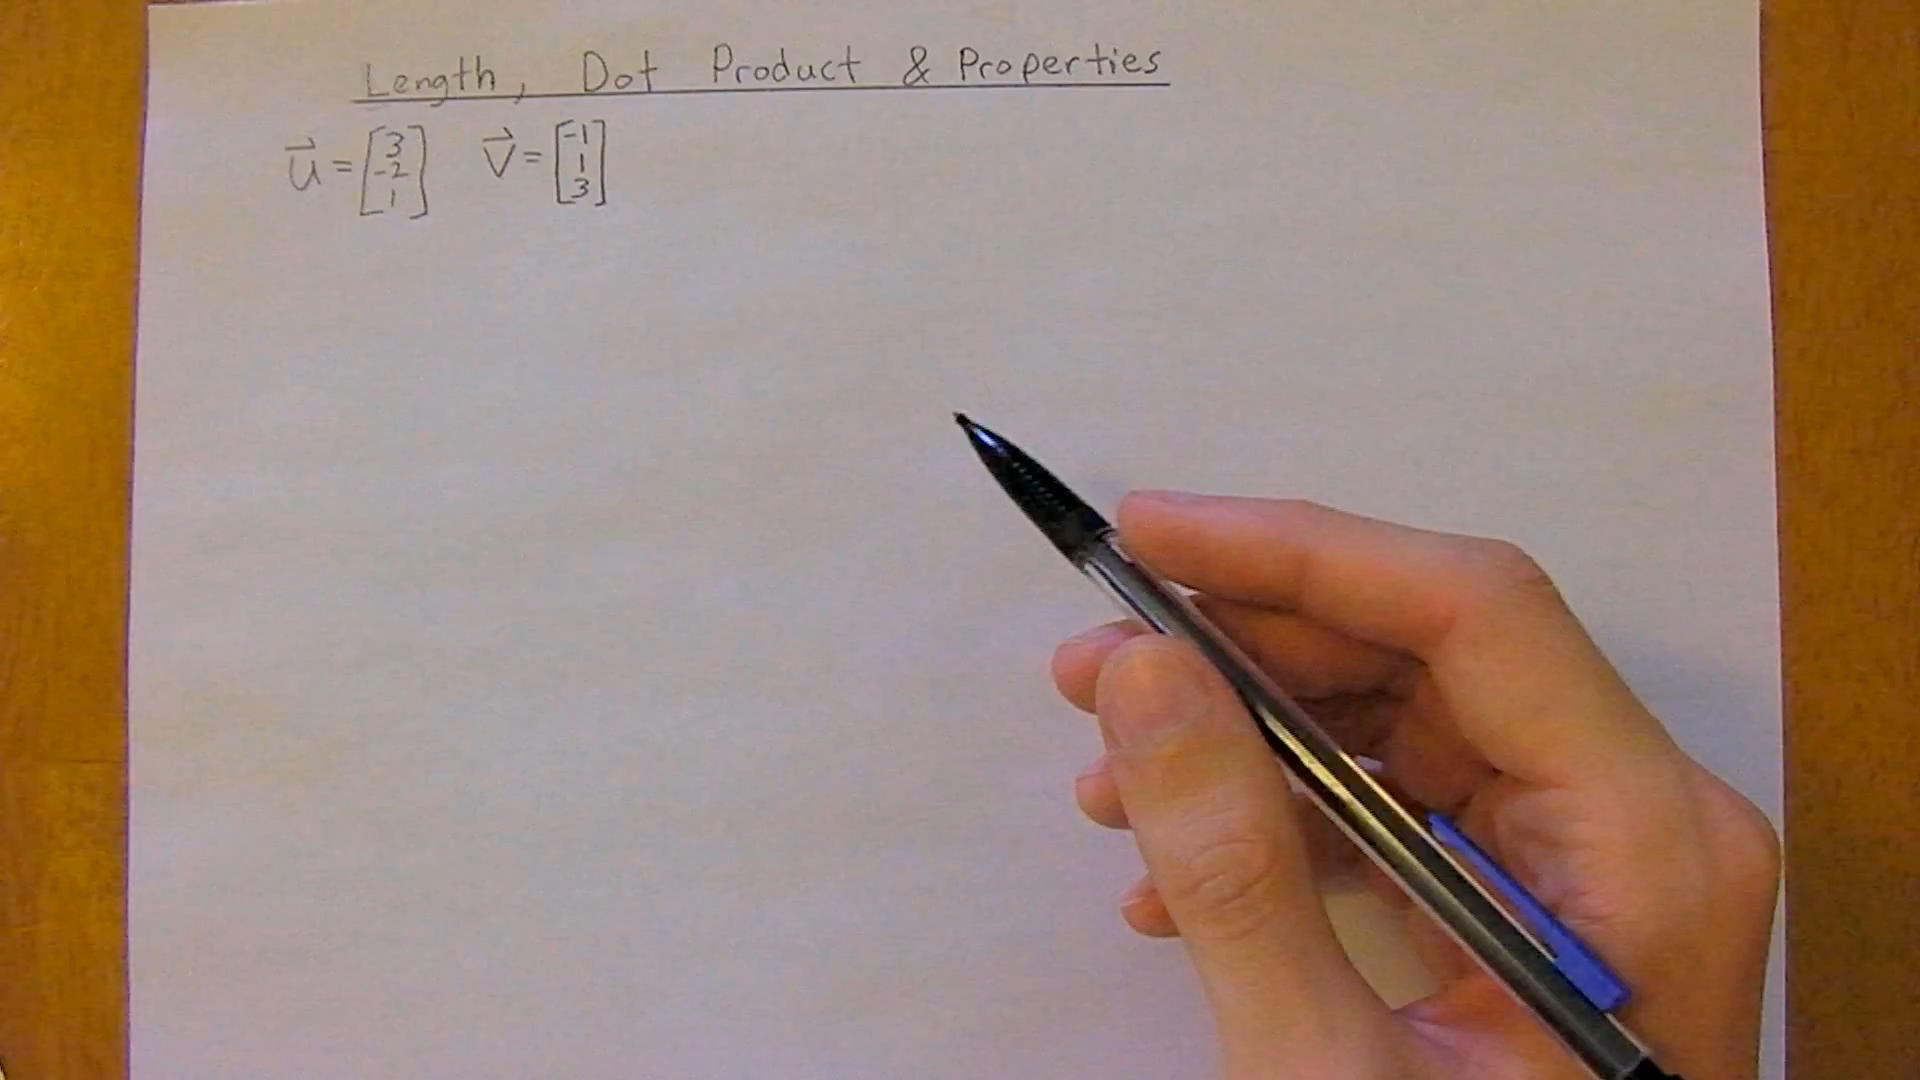 Length, Dot Product & Properties
u⃗ = [3 -2 1] v⃗ = [-1 1 3]